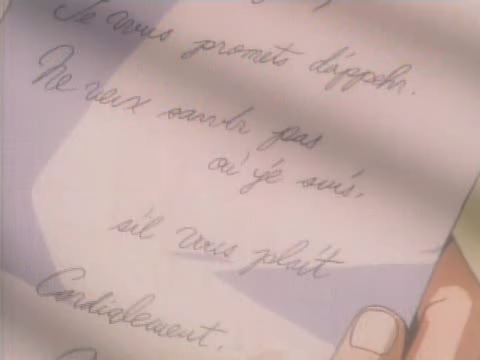 Je vous promets d'appeler.
Ne veux savoir pas
où je suis.
s'il vous plaît
Cordialement,